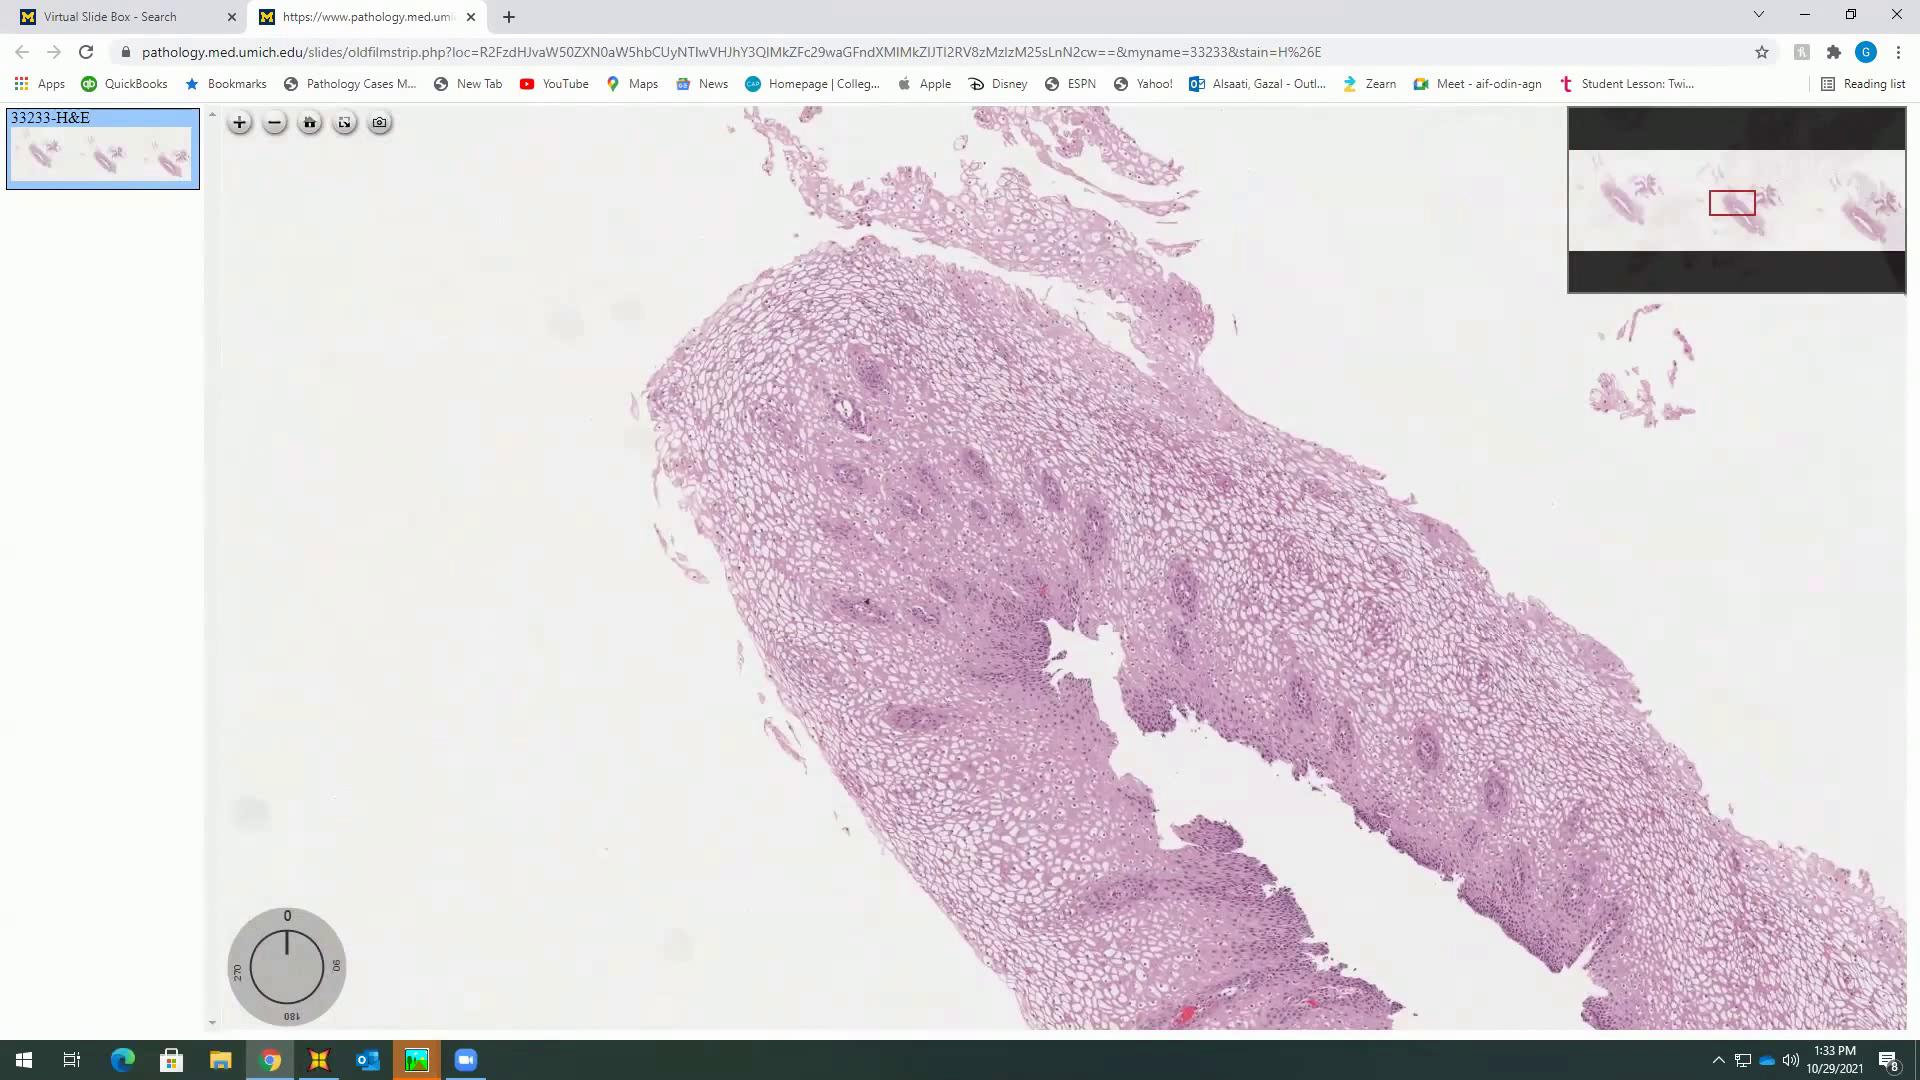 Virtual Slide Box - Search
https://www.pathology.med.umi
pathology.med.umich.edu/slides/oldfilmstrip.php?loc=R2FzdHJvaW50ZXN0aW5hbCUyNTIwVHJhY3QlMkZFc29waGFndXMlMkZlJTI2RV8zMzIzM25sLnN2cw==&myname=33233&stain=H%26E
G
Apps
QuickBooks
Bookmarks
Pathology Cases M...
New Tab
YouTube
Maps
News
Homepage | Colleg...
Apple
Disney
ESPN
Yahoo!
Alsaati, Gazal - Outl...
Zearn
Meet - aif-odin-agn
Student Lesson: Twi...
Reading list
33233-H&E
0
90
180
270
1:33 PM
10/29/2021
8